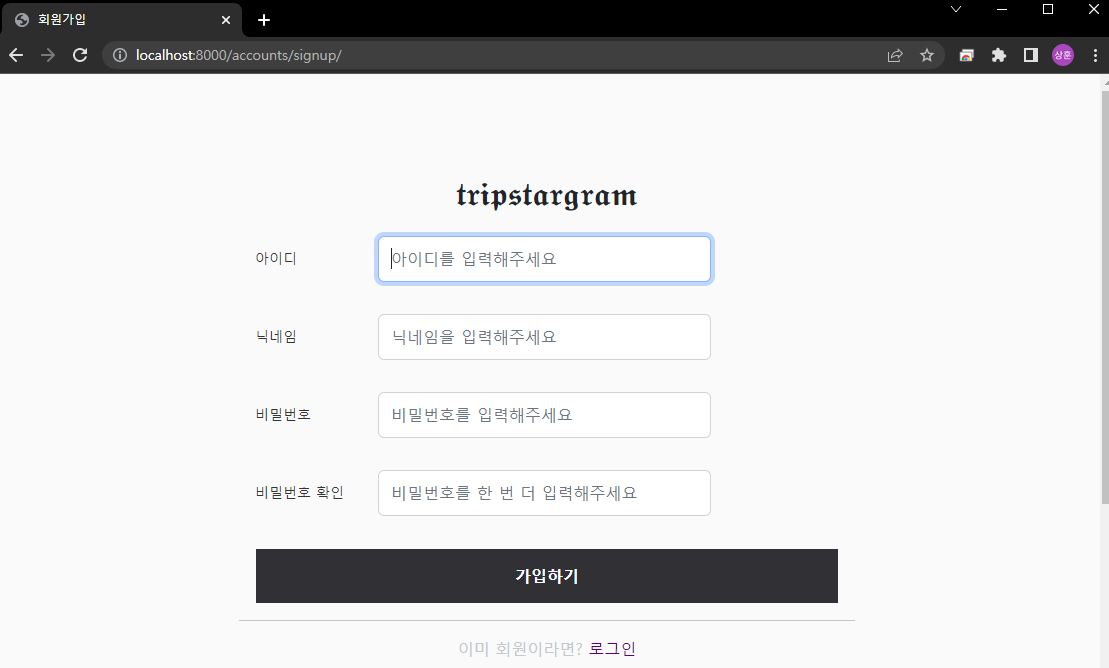 회원가입
localhost:8000/accounts/signup/
상훈
tripstargram
아이디
아이디를 입력해주세요
닉네임
닉네임을 입력해주세요
비밀번호
비밀번호를 입력해주세요
비밀번호 확인
비밀번호를 한 번 더 입력해주세요
가입하기
이미 회원이라면? 로그인